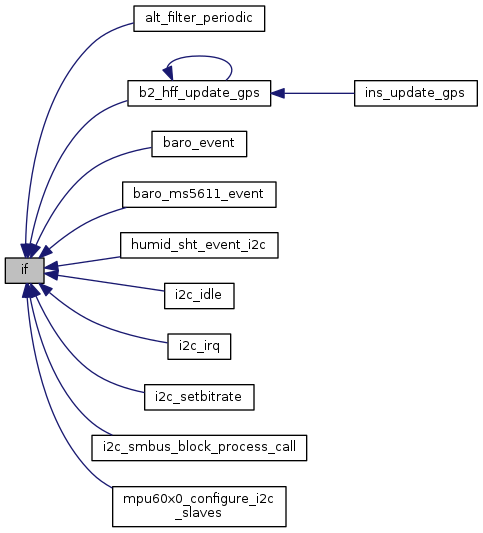 alt_filter_periodic
b2_hff_update_gps
ins_update_gps
baro_event
baro_ms5611_event
humid_sht_event_i2c
if
i2c_idle
i2c_irq
i2c_setbitrate
i2c_smbus_block_process_call
mpu60x0_configure_i2c
_slaves